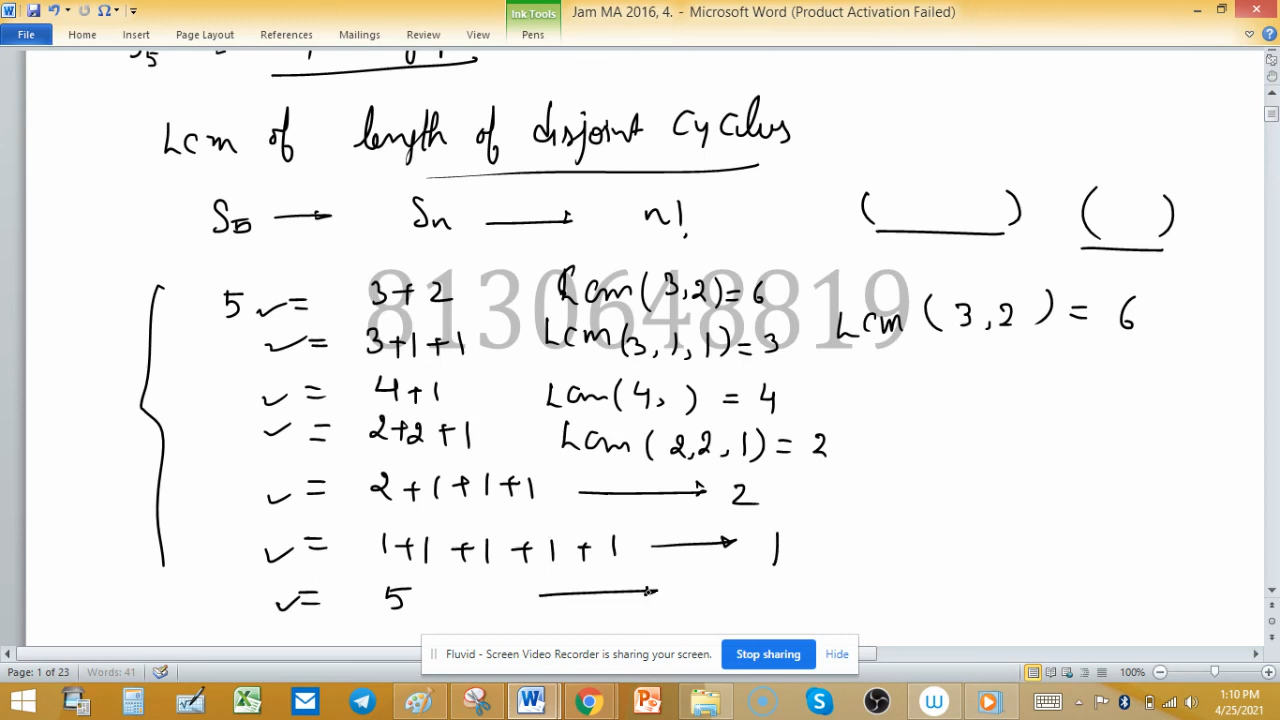 Ink Tools
Jam MA 2016, 4. - Microsoft Word (Product Activation Failed)
File Home Insert Page Layout References Mailings Review View Pens
S5 =
Lcm of length of disjoint cyclus
S5 → Sn → n! ( ) ( )
8130648819
5 ✓= 3+2 Lcm(3,2)=6 Lcm (3,2) = 6
✓= 3+1+1 Lcm(3,1,1)=3
✓= 4+1 Lcm(4, ) = 4
✓= 2+2+1 Lcm(2,2,1)=2
✓= 2+1+1+1 → 2
✓= 1+1+1+1+1 → 1
✓= 5 →
Fluvid - Screen Video Recorder is sharing your screen. Stop sharing Hide
Page: 1 of 23 Words: 41 100%
1:10 PM
4/25/2021